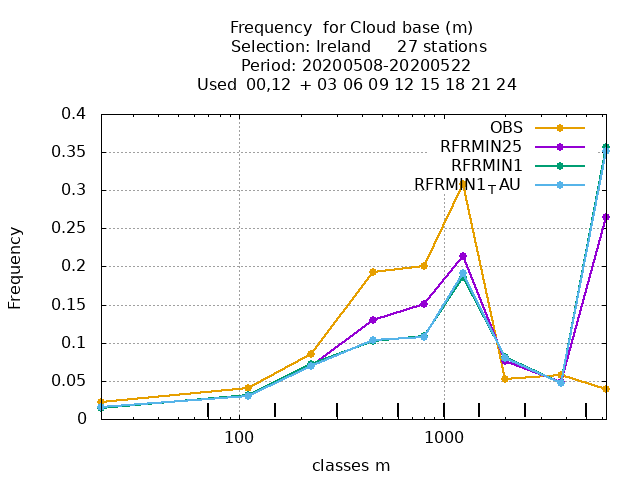 Frequency  for Cloud base (m)
Selection: Ireland     27 stations
Period: 20200508-20200522
Used  00,12  + 03 06 09 12 15 18 21 24
0.4
0.35
0.3
0.25
0.2
0.15
0.1
0.05
0
Frequency
OBS
RFRMIN25
RFRMIN1
RFRMIN1_TAU
100 1000
classes m